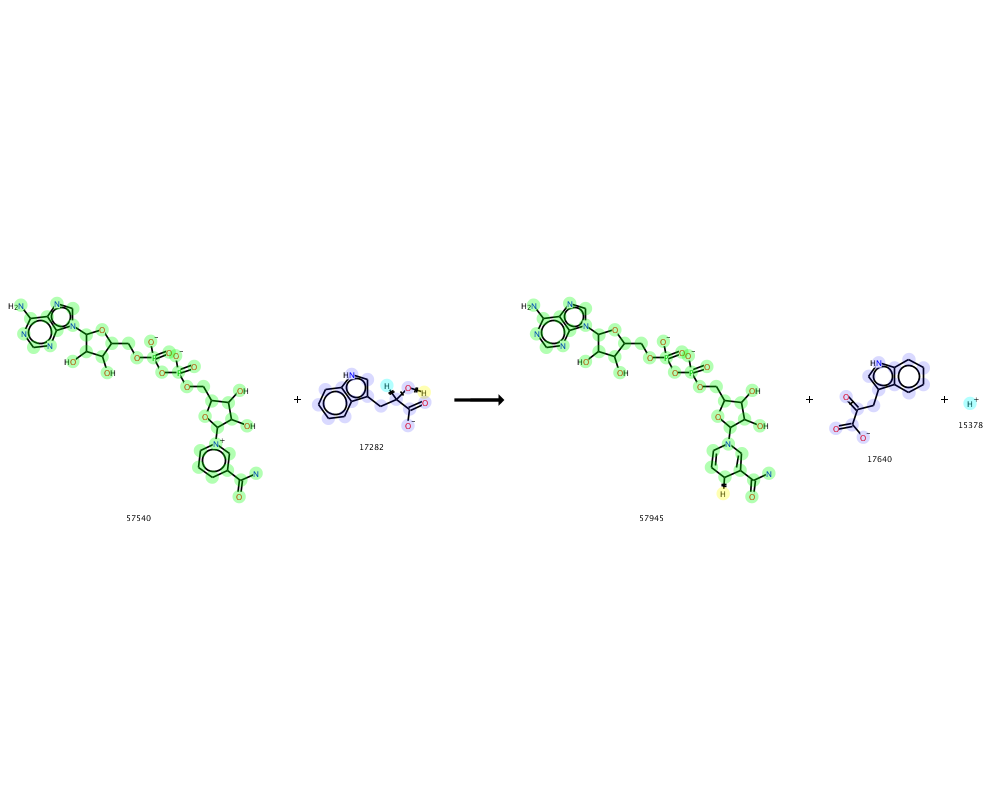 H₂N N N N N O HO OH O O⁻ P O O⁻ P O O O O OH OH N⁺ N O
57540
+
HN H O H O O⁻
17282
H₂N N N N N O HO OH O O⁻ P O O⁻ P O O O O OH OH N N O H
57945
+
HN O O O⁻
17640
+
H⁺
15378